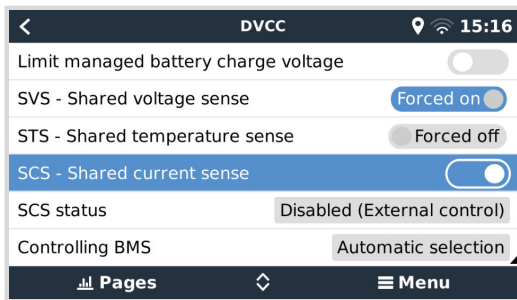 DVCC 15:16
Limit managed battery charge voltage
SVS - Shared voltage sense Forced on
STS - Shared temperature sense Forced off
SCS - Shared current sense
SCS status Disabled (External control)
Controlling BMS Automatic selection
Pages Menu